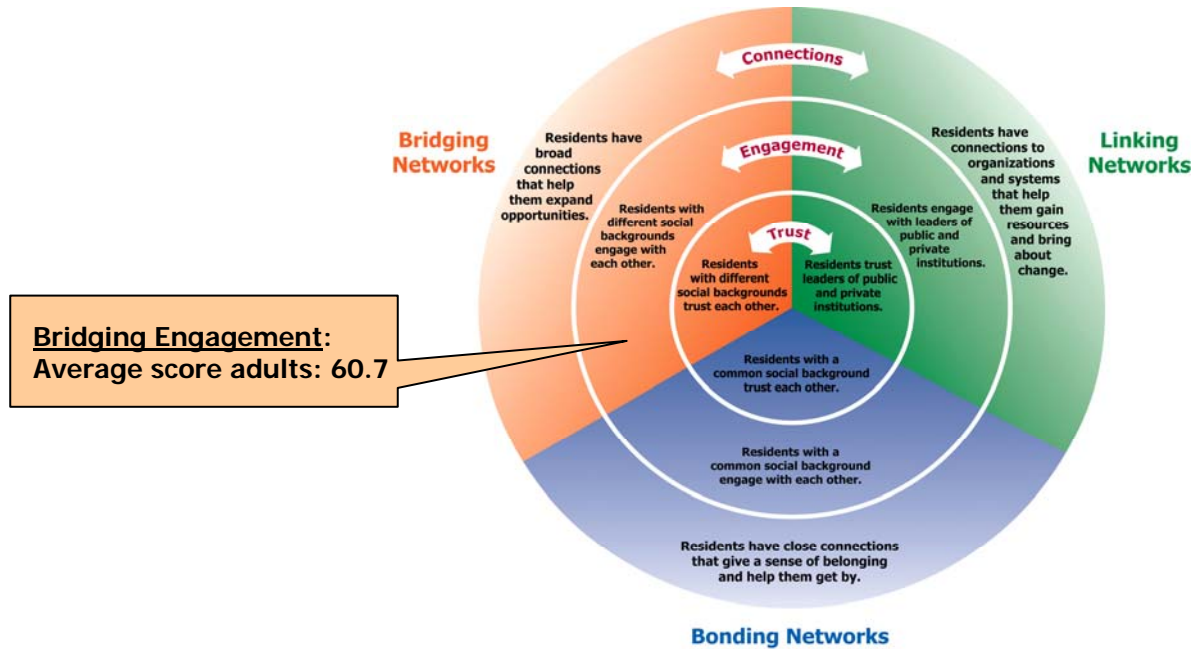 Connections
Engagement
Trust
Bridging
Networks
Residents have
broad
connections
that help
them expand
opportunities.
Residents with
different social
backgrounds
engage with
each other.
Residents
with different
social backgrounds
trust each other.
Linking
Networks
Residents have
connections to
organizations
and systems
that help
them gain
resources
and bring
about
change.
Residents engage
with leaders of
public and
private
institutions.
Residents trust
leaders of public
and private
institutions.
Bridging Engagement:
Average score adults: 60.7
Residents with a
common social background
trust each other.
Residents with a
common social background
engage with each other.
Residents have close connections
that give a sense of belonging
and help them get by.
Bonding Networks